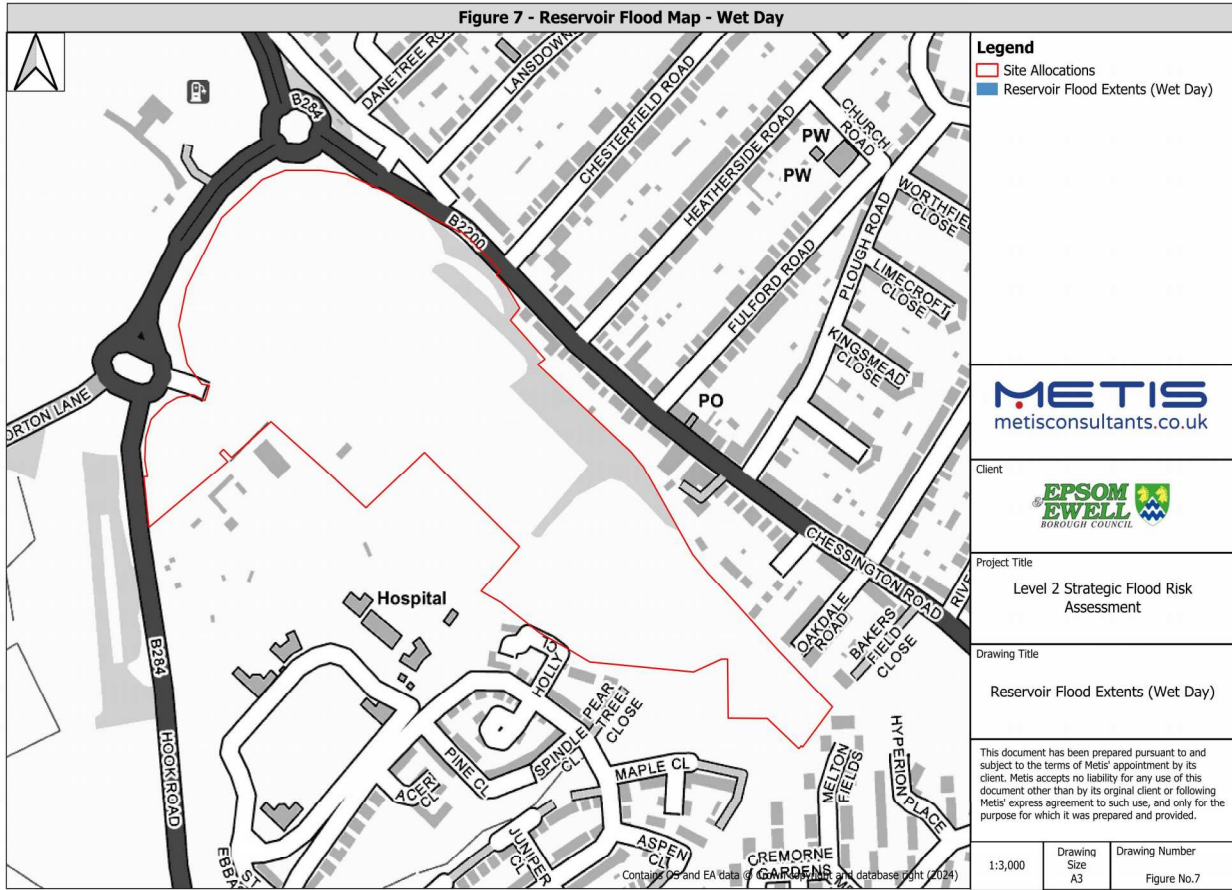 Figure 7 - Reservoir Flood Map - Wet Day
Legend
Site Allocations
Reservoir Flood Extents (Wet Day)
METIS
metisconsultants.co.uk
Client
EPSOM
& EWELL
BOROUGH COUNCIL
Project Title
Level 2 Strategic Flood Risk
Assessment
Drawing Title
Reservoir Flood Extents (Wet Day)
This document has been prepared pursuant to and
subject to the terms of Metis' appointment by its
client. Metis accepts no liability for any use of this
document other than by its orginal client or following
Metis' express agreement to such use, and only for the
purpose for which it was prepared and provided.
1:3,000
Drawing
Size
A3
Drawing Number
Figure No.7
B284
DANETREE RO
LANSDOWN
CHESTERFIELD ROAD
HEATHERSIDE ROAD
PW
PW
CHURCH
ROAD
WORTHFIE
CLOSE
B2200
FULFORD ROAD
PLOUGH ROAD
LIMECROFT
CLOSE
KINGSMEAD
CLOSE
ORTON LANE
PO
CHESSINGTON ROAD
RIVE
OAKDALE
ROAD
BAKERS
FIELD
CLOSE
Hospital
B284
HOOK ROAD
HOLLY
CL
PEAR
TREE
CLOSE
SPINDLE
CL
PINE CL
ACER
CL
MAPLE CL
MELTON
FIELDS
HYPERION
PLACE
JUNIPER
CL
ASPEN
CL
CREMORNE
GARDENS
ST
EBBA
Contains OS and EA data © Crown copyright and database right (2024)